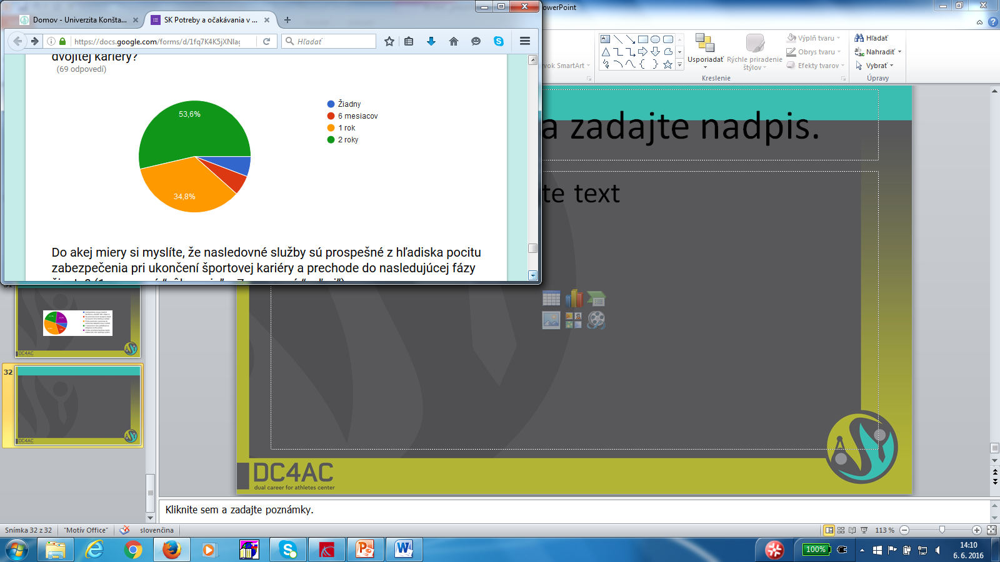 Domov - Univerzita Konšta...
SK Potreby a očakávania v ...
https://docs.google.com/forms/d/1fq7K4K5jXNIag
Hľadať
dvojitej kariéry?
(69 odpovedí)
53,6%
34,8%
Žiadny
6 mesiacov
1 rok
2 roky
Do akej miery si myslíte, že nasledovné služby sú prospešné z hľadiska pocitu
zabezpečenia pri ukončení športovej kariéry a prechode do nasledujúcej fázy
owerPoint
rvok SmartArt
Usporiadať
Rýchle priradenie
štýlov
Výplň tvaru
Obrys tvaru
Efekty tvarov
Kreslenie
Hľadať
Nahradiť
Vybrať
Úpravy
a zadajte nadpis.
te text
DC4AC
dual career for athletes center
31
DC4AC
32
DC4AC
Kliknite sem a zadajte poznámky.
Snímka 32 z 32
"Motív Office"
slovenčina
113 %
100%
14:10
6. 6. 2016